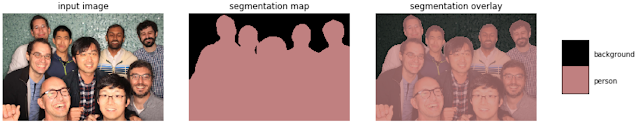 input image
segmentation map
segmentation overlay
background
person